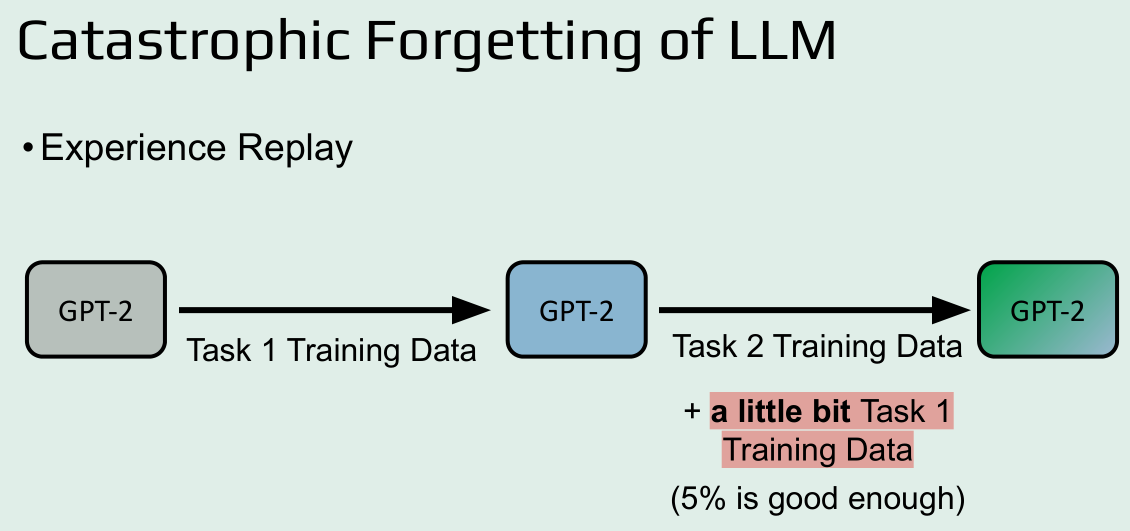 Catastrophic Forgetting of LLM
• Experience Replay
GPT-2
Task 1 Training Data
GPT-2
Task 2 Training Data
+ a little bit Task 1
Training Data
(5% is good enough)
GPT-2